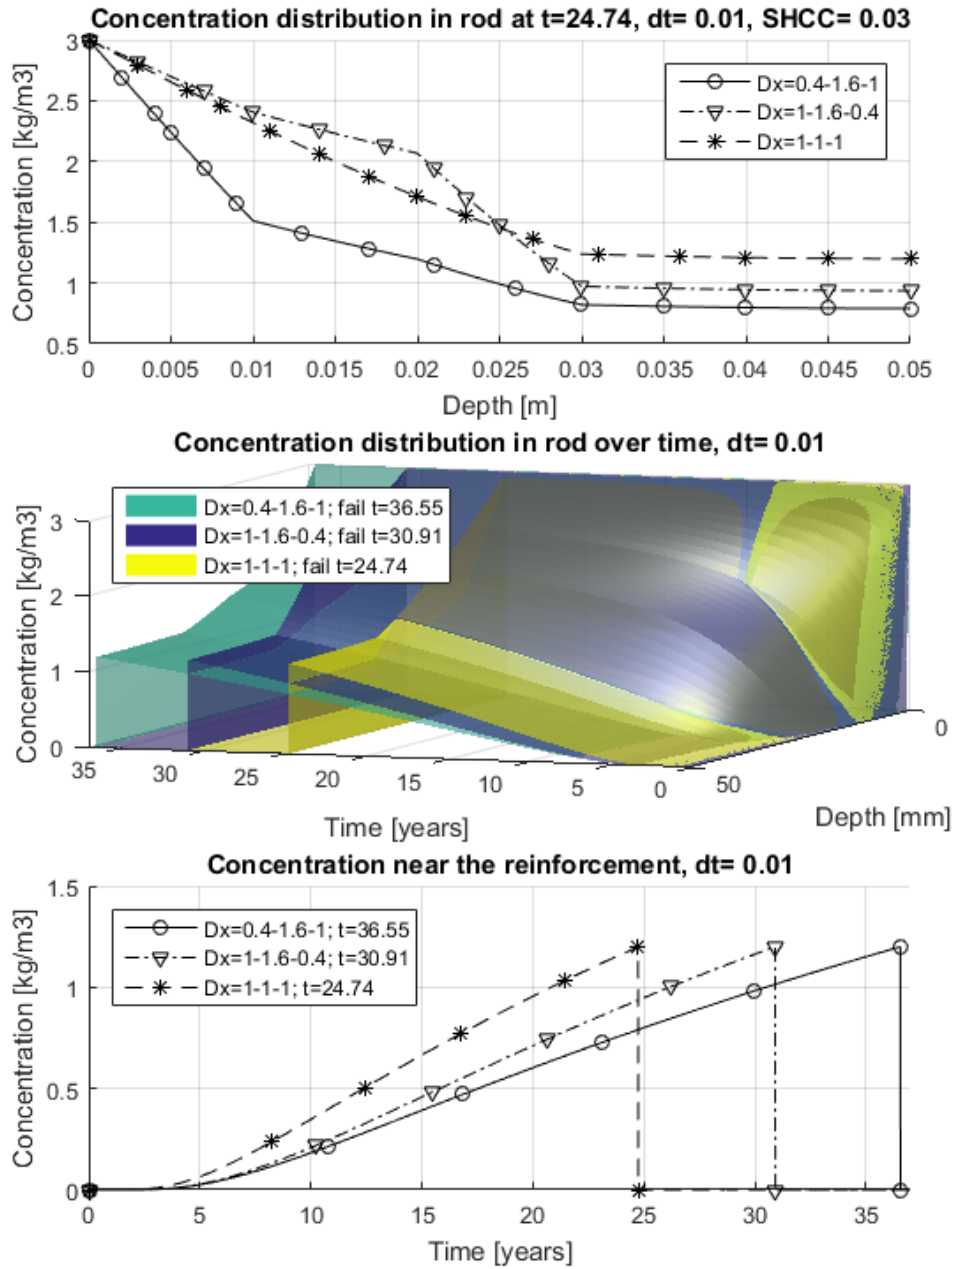 Concentration distribution in rod at t=24.74, dt= 0.01, SHCC= 0.03
Concentration [kg/m3]
3
2.5
2
1.5
1
0.5
Dx=0.4-1.6-1
Dx=1-1.6-0.4
Dx=1-1-1
0 0.005 0.01 0.015 0.02 0.025 0.03 0.035 0.04 0.045 0.05
Depth [m]
Concentration distribution in rod over time, dt= 0.01
Concentration [kg/m3]
3
2
1
0
Dx=0.4-1.6-1; fail t=36.55
Dx=1-1.6-0.4; fail t=30.91
Dx=1-1-1; fail t=24.74
35 30 25 20 15 10 5 0
50 0
Time [years]
Depth [mm]
Concentration near the reinforcement, dt= 0.01
Concentration [kg/m3]
1.5
1
0.5
0
Dx=0.4-1.6-1; t=36.55
Dx=1-1.6-0.4; t=30.91
Dx=1-1-1; t=24.74
0 5 10 15 20 25 30 35
Time [years]